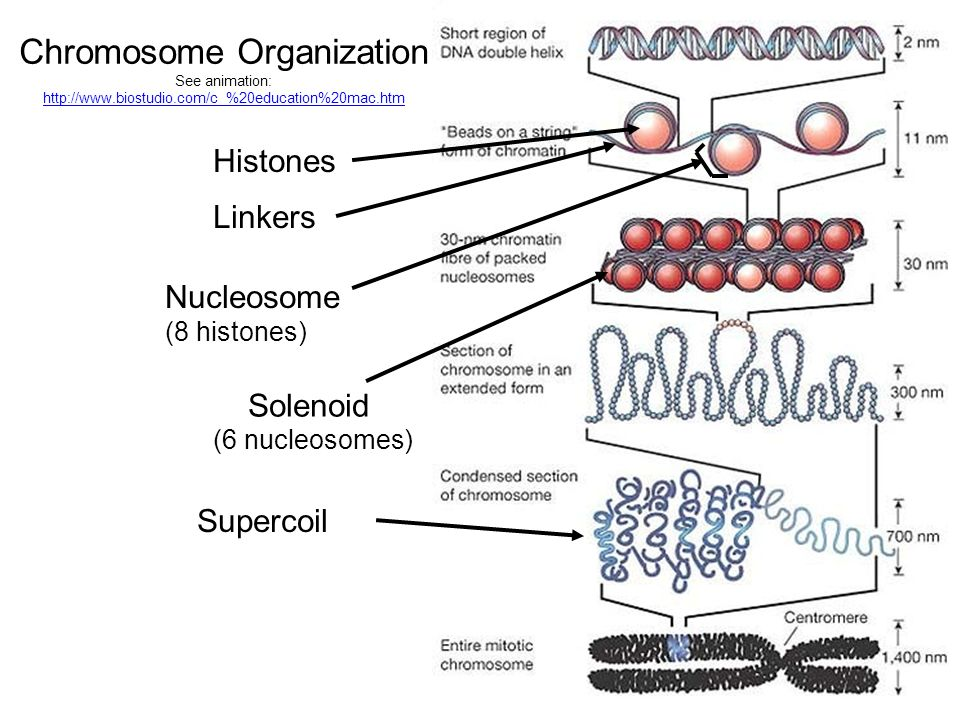 Chromosome Organization
See animation:
http://www.biostudio.com/c_%20education%20mac.htm
Histones
Linkers
Nucleosome
(8 histones)
Solenoid
(6 nucleosomes)
Supercoil
Short region of
DNA double helix
2 nm
"Beads on a string"
form of chromatin
11 nm
30-nm chromatin
fibre of packed
nucleosomes
30 nm
Section of
chromosome in an
extended form
300 nm
Condensed section
of chromosome
700 nm
Centromere
Entire mitotic
chromosome
1,400 nm